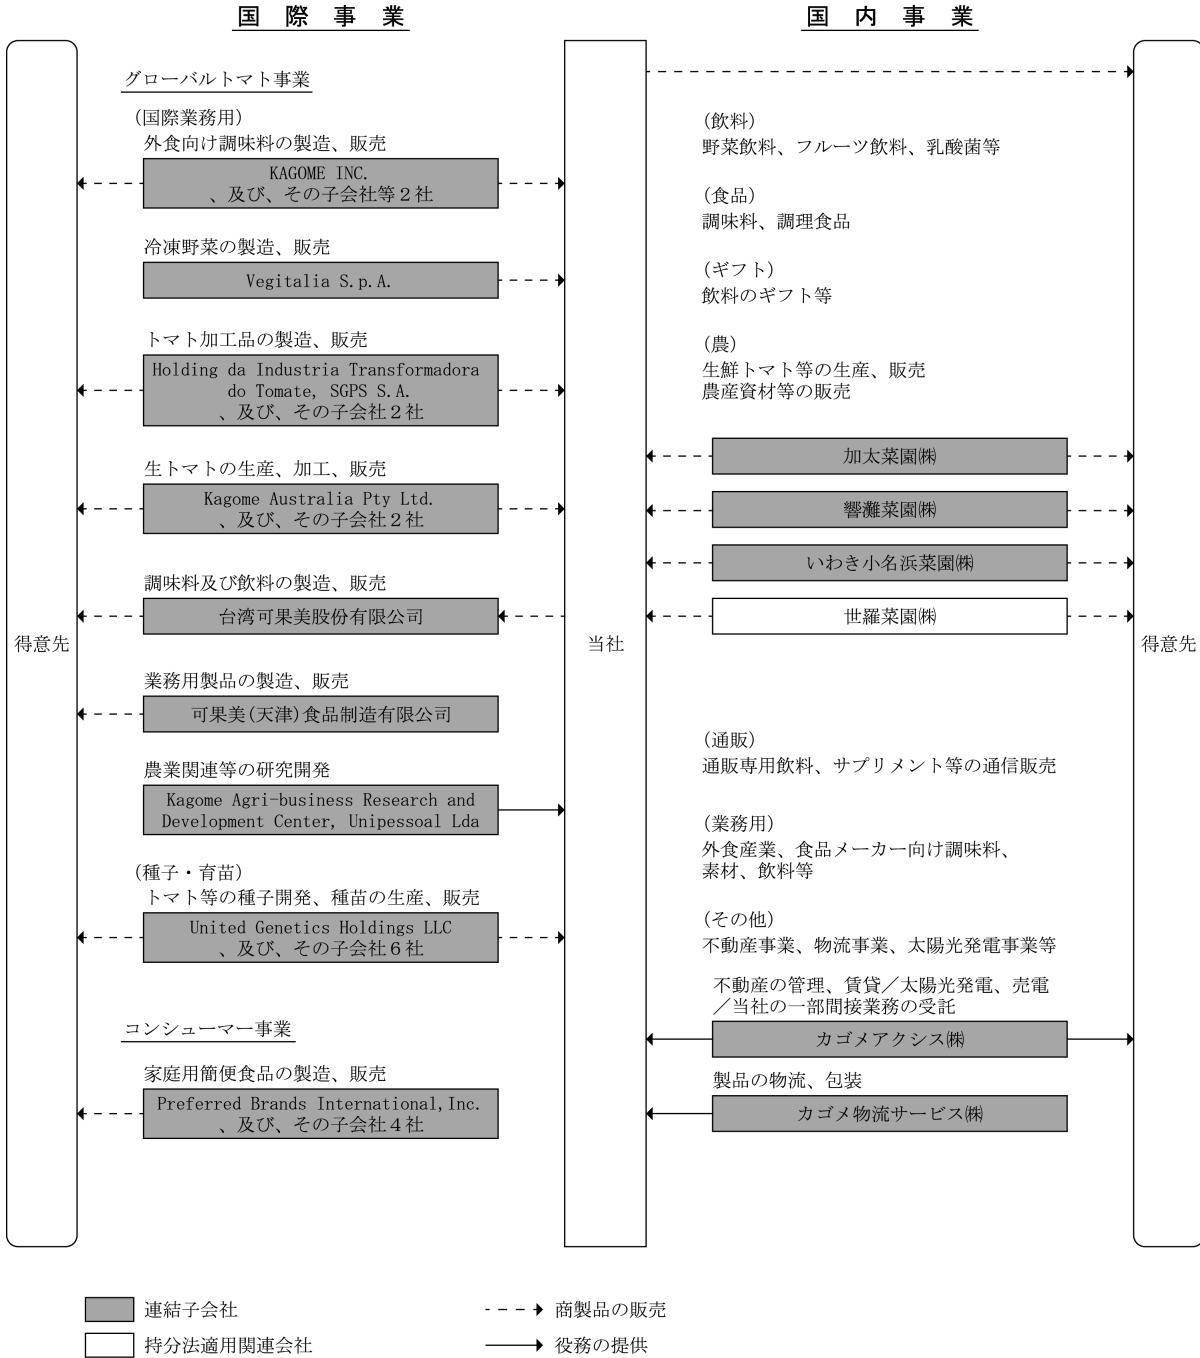 国際事業
グローバルトマト事業
(国際業務用)
外食向け調味料の製造、販売
KAGOME INC.
、及び、その子会社等２社
冷凍野菜の製造、販売
Vegitalia S.p.A.
トマト加工品の製造、販売
Holding da Industria Transformadora
do Tomate, SGPS S.A.
、及び、その子会社２社
生トマトの生産、加工、販売
Kagome Australia Pty Ltd.
、及び、その子会社２社
調味料及び飲料の製造、販売
台湾可果美股份有限公司
得意先
業務用製品の製造、販売
可果美(天津)食品制造有限公司
農業関連等の研究開発
Kagome Agri-business Research and
Development Center, Unipessoal Lda
(種子・育苗)
トマト等の種子開発、種苗の生産、販売
United Genetics Holdings LLC
、及び、その子会社６社
コンシューマー事業
家庭用簡便食品の製造、販売
Preferred Brands International,Inc.
、及び、その子会社４社
当社
国内事業
(飲料)
野菜飲料、フルーツ飲料、乳酸菌等
(食品)
調味料、調理食品
(ギフト)
飲料のギフト等
(農)
生鮮トマト等の生産、販売
農産資材等の販売
加太菜園㈱
響灘菜園㈱
いわき小名浜菜園㈱
世羅菜園㈱
得意先
(通販)
通販専用飲料、サプリメント等の通信販売
(業務用)
外食産業、食品メーカー向け調味料、
素材、飲料等
(その他)
不動産事業、物流事業、太陽光発電事業等
不動産の管理、賃貸／太陽光発電、売電
／当社の一部間接業務の受託
カゴメアクシス㈱
製品の物流、包装
カゴメ物流サービス㈱
連結子会社
商製品の販売
持分法適用関連会社
役務の提供